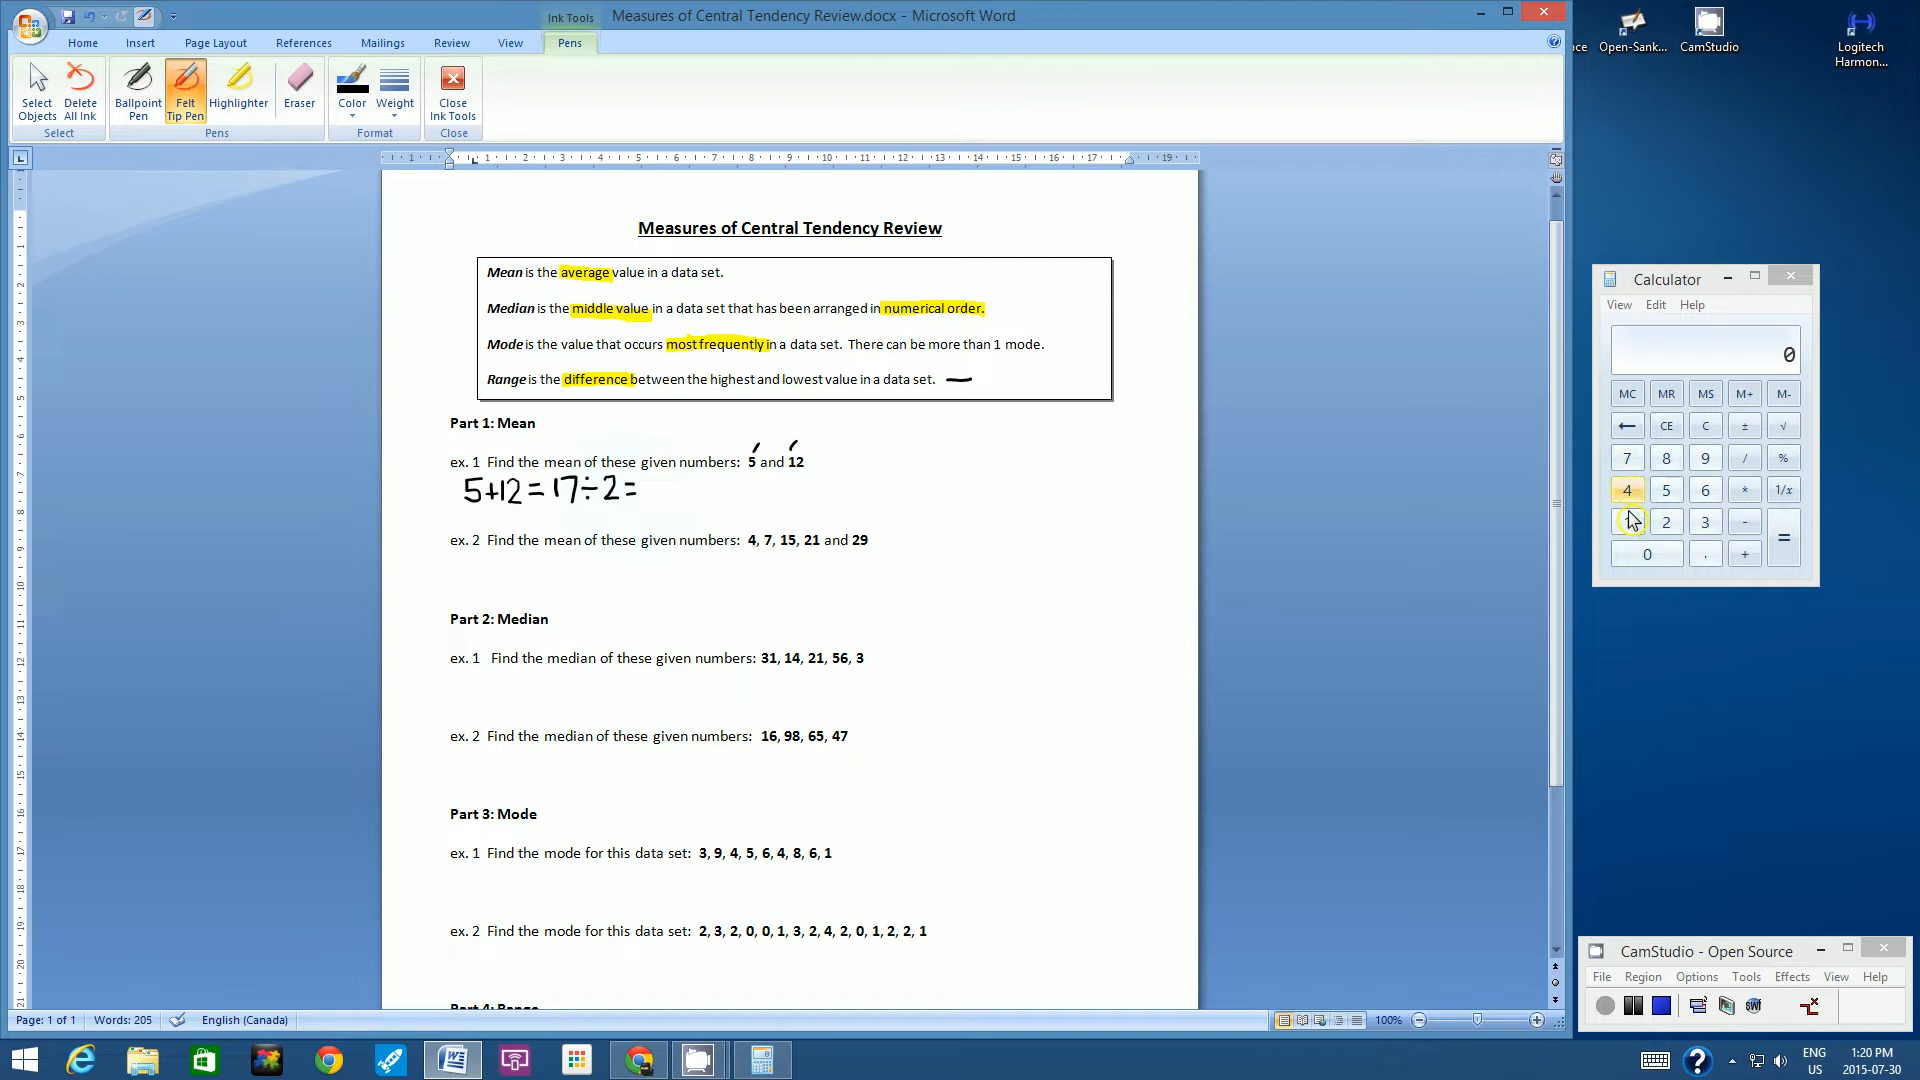 Ink Tools
Measures of Central Tendency Review.docx - Microsoft Word
Home Insert Page Layout References Mailings Review View Pens
Select Objects
Delete All Ink
Ballpoint Pen
Felt Tip Pen
Highlighter
Eraser
Color
Weight
Close Ink Tools
Select
Pens
Format
Close
Open-Sank...
CamStudio
Logitech Harmon...
Measures of Central Tendency Review
Mean is the average value in a data set.
Median is the middle value in a data set that has been arranged in numerical order.
Mode is the value that occurs most frequently in a data set. There can be more than 1 mode.
Range is the difference between the highest and lowest value in a data set. —
Part 1: Mean
ex. 1 Find the mean of these given numbers: 5 and 12
5+12 = 17÷2=
ex. 2 Find the mean of these given numbers: 4, 7, 15, 21 and 29
Part 2: Median
ex. 1 Find the median of these given numbers: 31, 14, 21, 56, 3
ex. 2 Find the median of these given numbers: 16, 98, 65, 47
Part 3: Mode
ex. 1 Find the mode for this data set: 3, 9, 4, 5, 6, 4, 8, 6, 1
ex. 2 Find the mode for this data set: 2, 3, 2, 0, 0, 1, 3, 2, 4, 2, 0, 1, 2, 2, 1
Calculator
View Edit Help
0
MC MR MS M+ M-
← CE C ± √
7 8 9 / %
4 5 6 * 1/x
2 3 - =
0 . +
CamStudio - Open Source
File Region Options Tools Effects View Help
Page: 1 of 1 Words: 205 English (Canada) 100%
ENG US
1:20 PM
2015-07-30